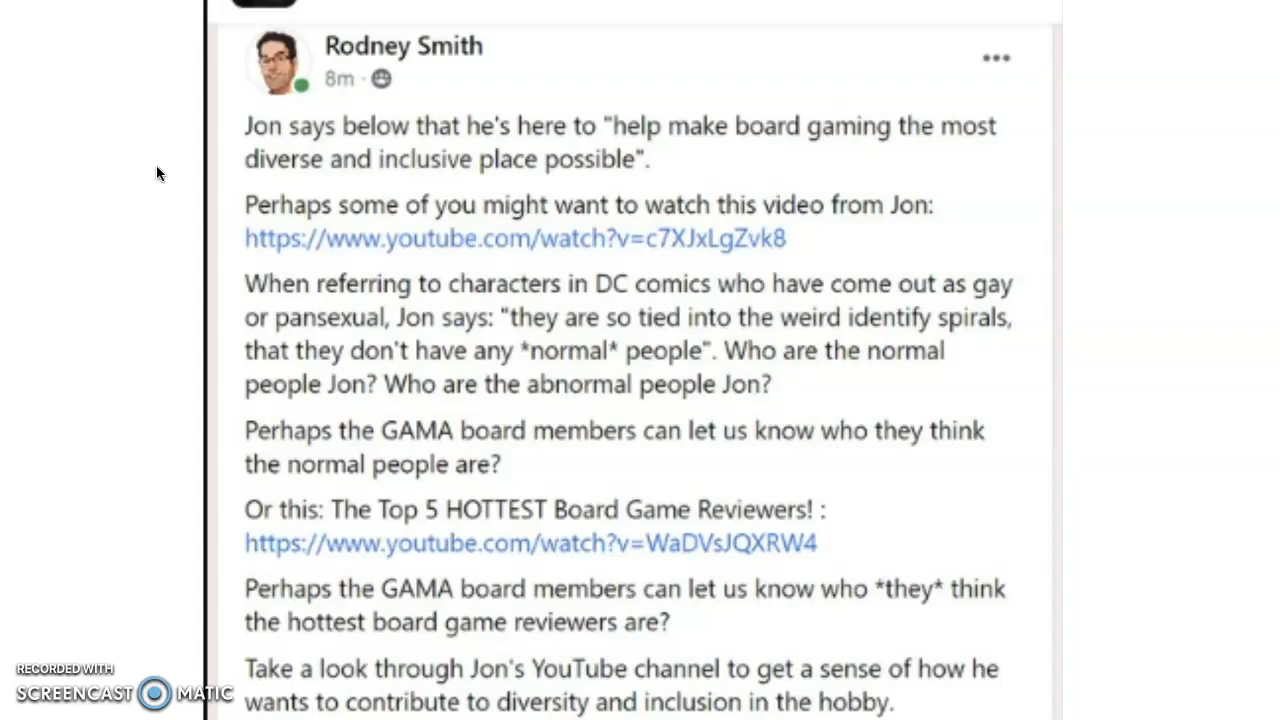 Rodney Smith
8m ·
Jon says below that he's here to "help make board gaming the most
diverse and inclusive place possible".
Perhaps some of you might want to watch this video from Jon:
https://www.youtube.com/watch?v=c7XJxLgZvk8
When referring to characters in DC comics who have come out as gay
or pansexual, Jon says: "they are so tied into the weird identify spirals,
that they don't have any *normal* people". Who are the normal
people Jon? Who are the abnormal people Jon?
Perhaps the GAMA board members can let us know who they think
the normal people are?
Or this: The Top 5 HOTTEST Board Game Reviewers! :
https://www.youtube.com/watch?v=WaDVsJQXRW4
Perhaps the GAMA board members can let us know who *they* think
the hottest board game reviewers are?
Take a look through Jon's YouTube channel to get a sense of how he
wants to contribute to diversity and inclusion in the hobby.
RECORDED WITH
SCREENCAST MATIC